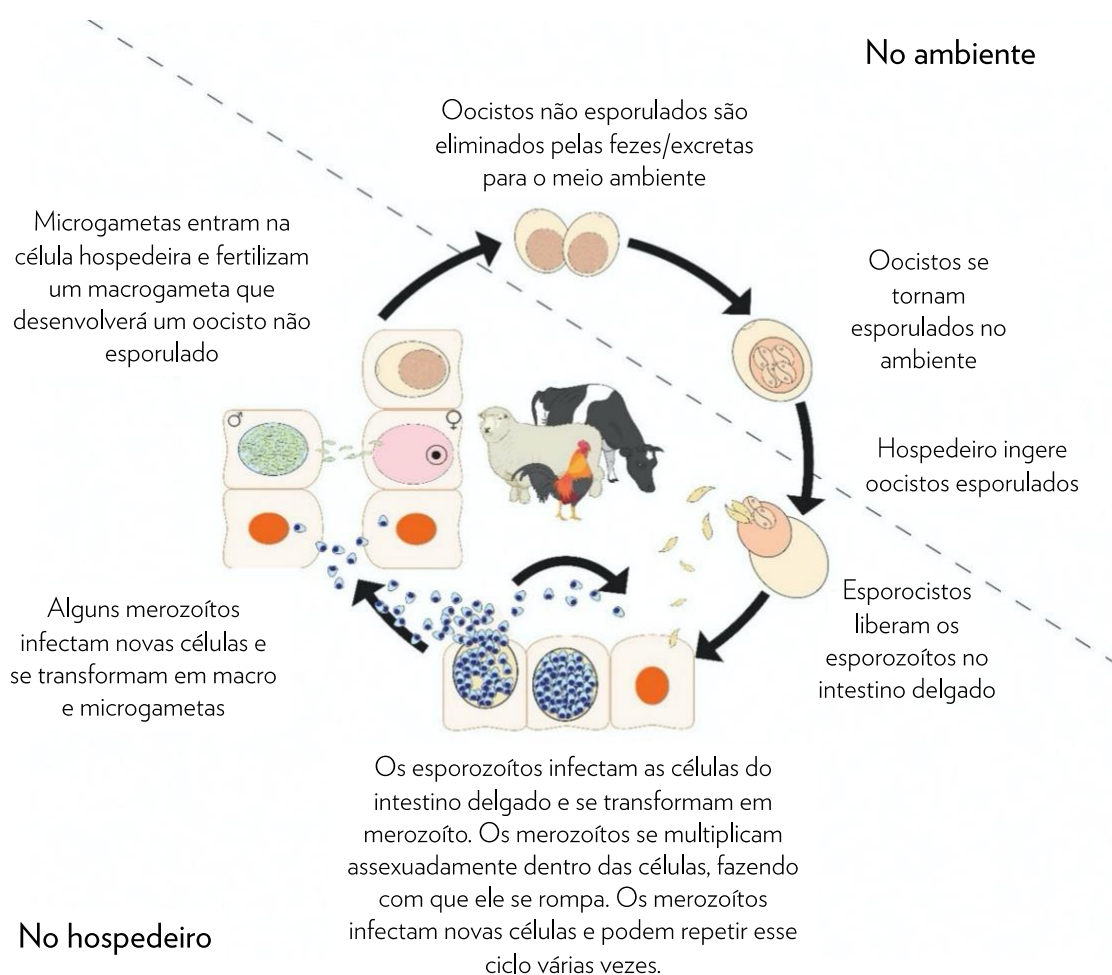 No ambiente
Oocistos não esporulados são
eliminados pelas fezes/excretas
para o meio ambiente
Microgametas entram na
célula hospedeira e fertilizam
um macrogameta que
desenvolverá um oocisto não
esporulado
Oocistos se
tornam
esporulados no
ambiente
Hospedeiro ingere
oocistos esporulados
Esporocistos
liberam os
esporozoítos no
intestino delgado
Alguns merozoítos
infectam novas células e
se transformam em macro
e microgametas
Os esporozoítos infectam as células do
intestino delgado e se transformam em
merozoíto. Os merozoítos se multiplicam
assexuadamente dentro das células, fazendo
com que ele se rompa. Os merozoítos
infectam novas células e podem repetir esse
ciclo várias vezes.
No hospedeiro